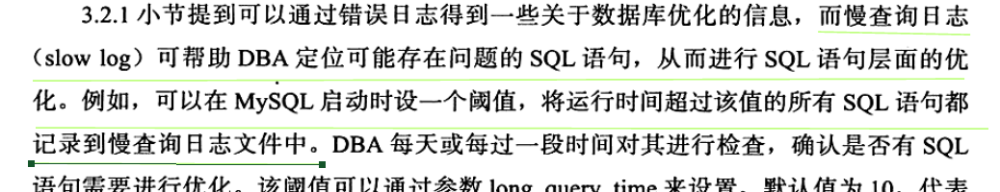 3.2.1 小节提到可以通过错误日志得到一些关于数据库优化的信息，而慢查询日志
（slow log）可帮助 DBA 定位可能存在问题的 SQL 语句，从而进行 SQL 语句层面的优
化。例如，可以在 MySQL 启动时设一个阈值，将运行时间超过该值的所有 SQL 语句都
记录到慢查询日志文件中。DBA 每天或每过一段时间对其进行检查，确认是否有 SQL
语句需要进行优化。该阈值可以通过参数 long_query_time 来设置，默认值为 10，代表